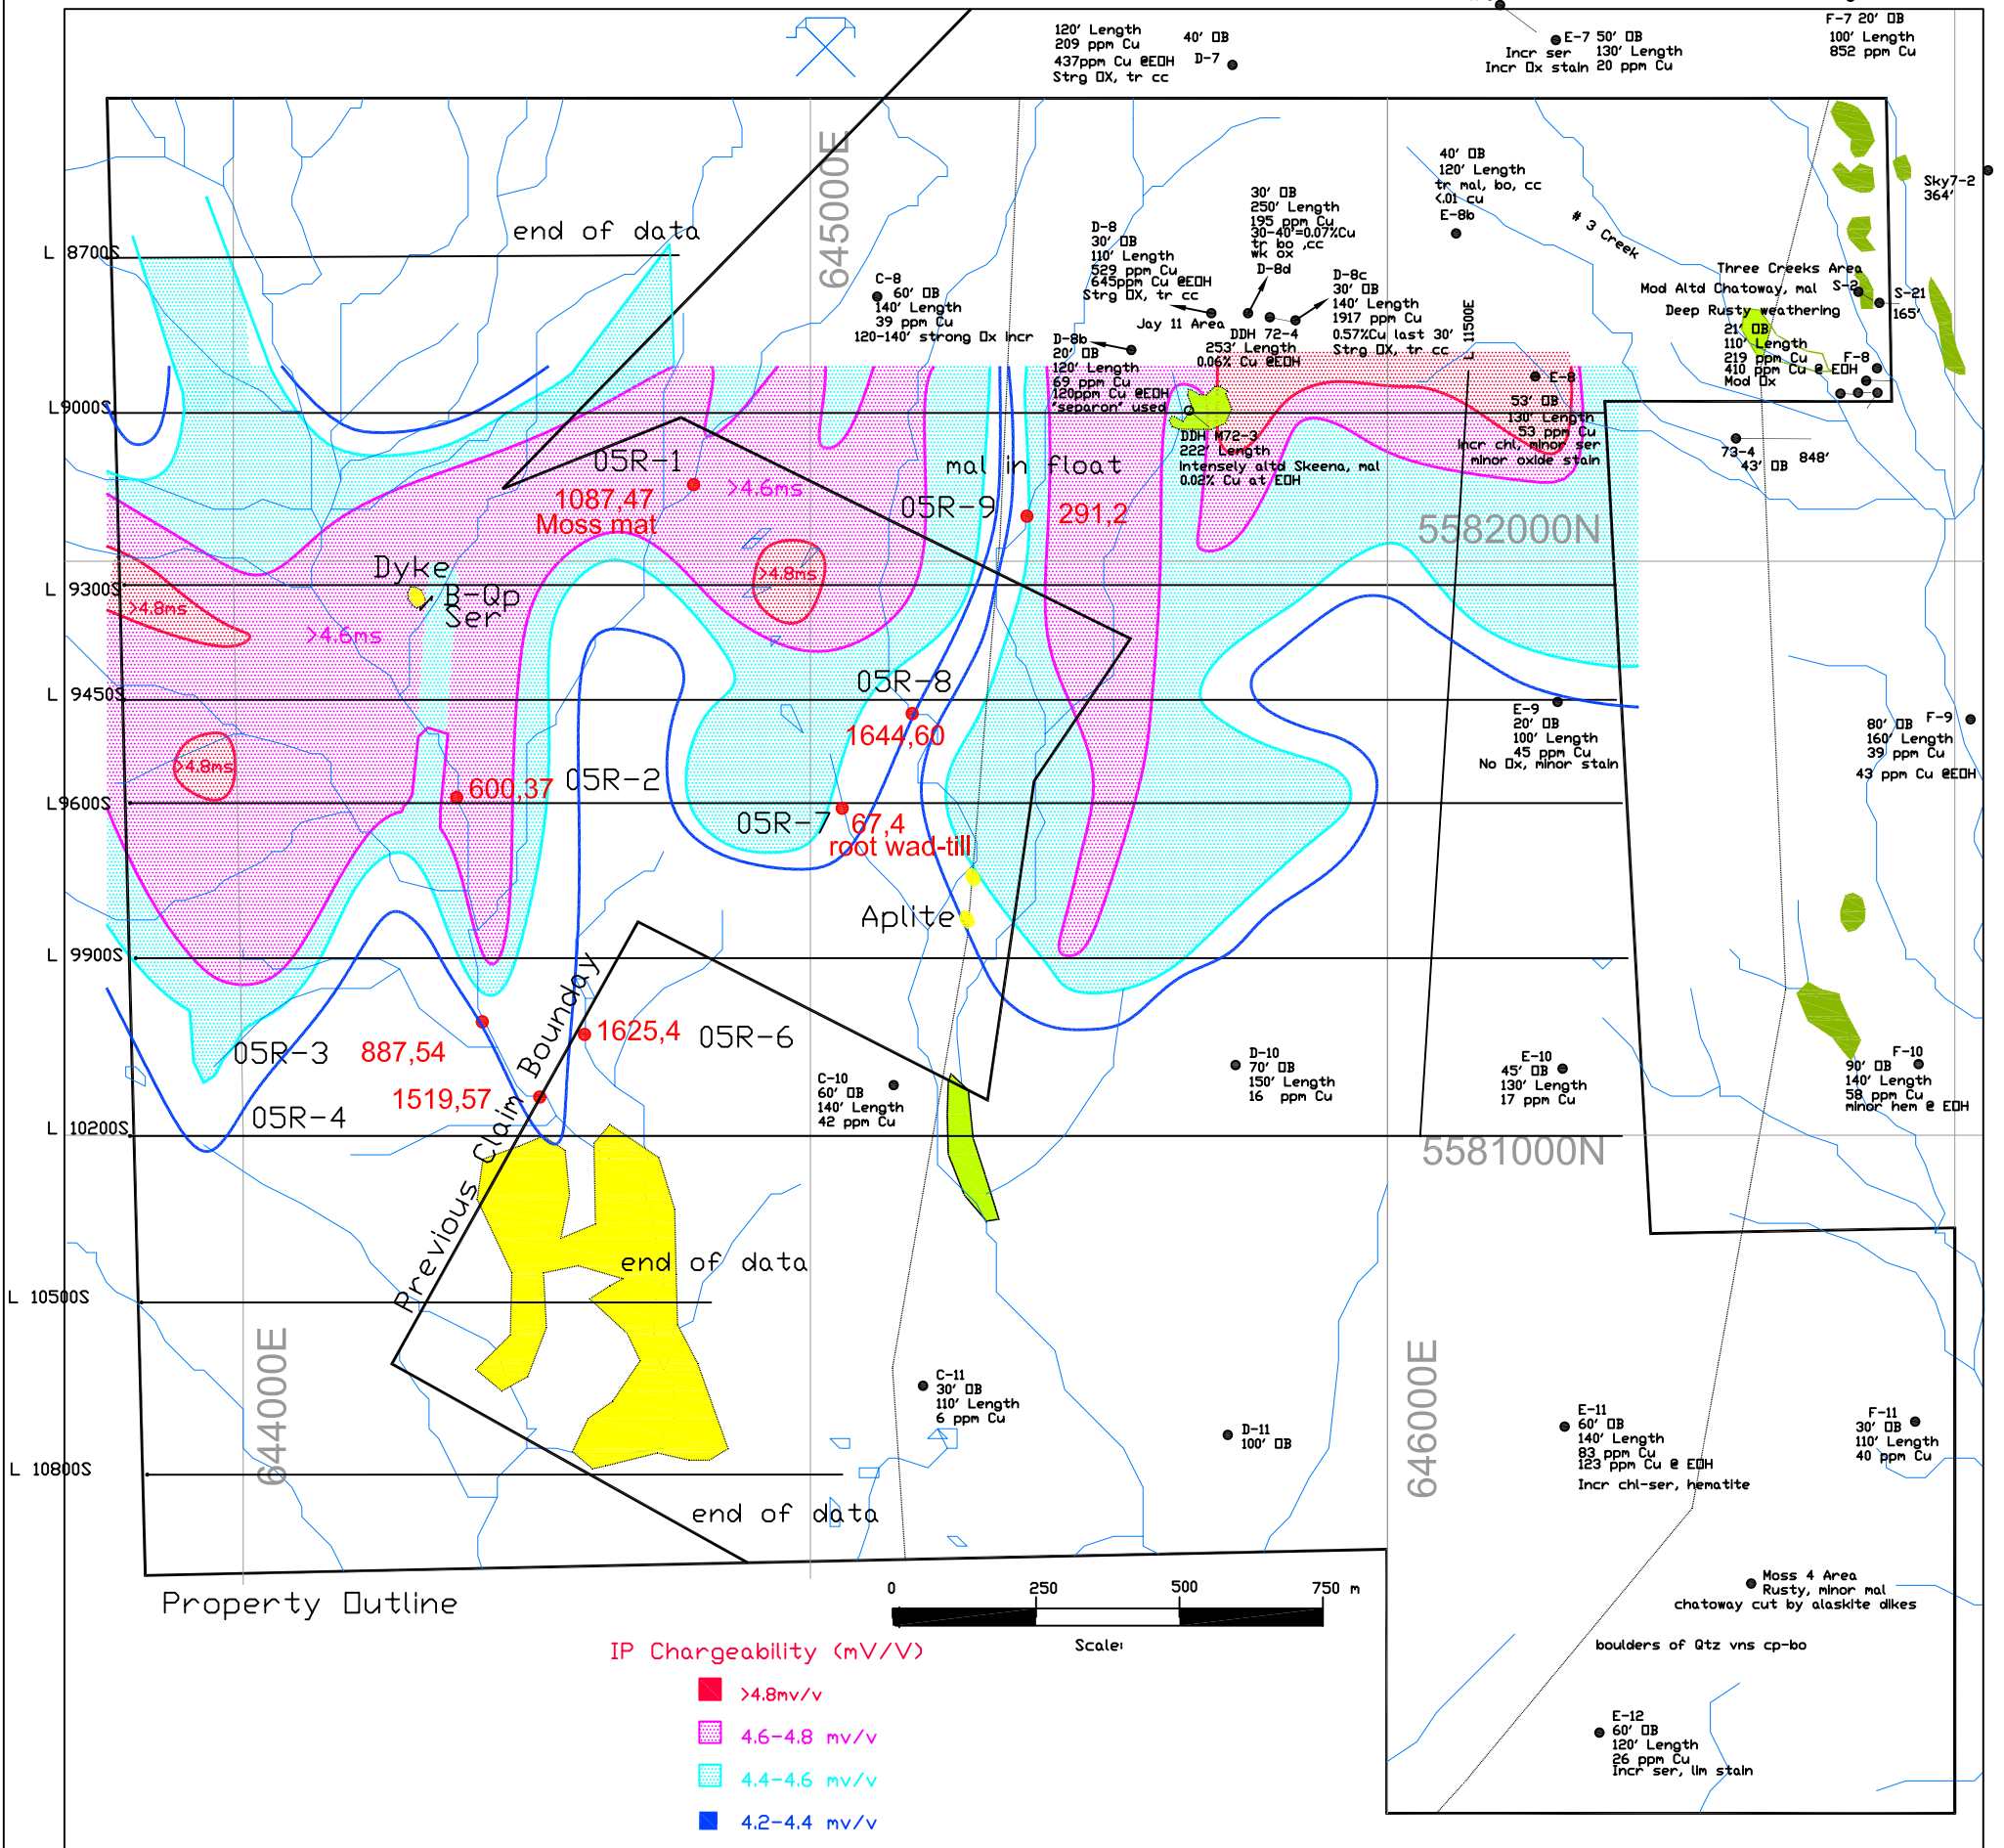 120' Length
209 ppm Cu
437ppm Cu @EOH
Strg OX, tr cc
40' OB
D-7
E-7 50' OB
Incr ser 130' Length
Incr Ox stain 20 ppm Cu
F-7 20' OB
100' Length
852 ppm Cu
645000E
40' OB
120' Length
tr mal, bo, cc
<.01 cu
E-8b
# 3 Creek
Sky7-2
364'
end of data
L 8700S
C-8
60' OB
140' Length
39 ppm Cu
120-140' strong Ox Incr
D-8
30' OB
110' Length
529 ppm Cu
645ppm Cu @EOH
Strg OX, tr cc
30' OB
250' Length
195 ppm Cu
30-40'=0.07%Cu
tr bo ,cc
wk ox
D-8d
D-8c
30' OB
140' Length
1917 ppm Cu
0.57%Cu last 30'
Strg OX, tr cc
Jay 11 Area
DDH 72-4
253' Length
0.06% Cu @EOH
D-8b
20' OB
120' Length
69 ppm Cu
120ppm Cu @EOH
"separon" used
L 11500E
Three Creeks Area
Mod Altd Chatoway, mal
S-2
S-21
165'
Deep Rusty weathering
21' OB
110' Length
219 ppm Cu
410 ppm Cu @ EOH
Mod Ox
F-8
E-8
53' OB
130' Length
53 ppm Cu
Incr chl, minor ser
minor oxide stain
73-4
43' OB
848'
L9000S
05R-1
1087,47
Moss mat
>4.6ms
mal in float
DDH M72-3
222' Length
Intensely altd Skeena, mal
0.02% Cu at EOH
05R-9
291,2
5582000N
Dyke
B-Qp
Ser
L 9300S
>4.8ms
>4.8ms
>4.6ms
05R-8
1644,60
L 9450S
E-9
20' OB
100' Length
45 ppm Cu
No Ox, minor stain
F-9
80' OB
160' Length
39 ppm Cu
43 ppm Cu @EOH
>4.8ms
600,37
05R-2
L9600S
05R-7
67,4
root wad-till
Aplite
L 9900S
05R-3
887,54
1625,4
05R-6
1519,57
05R-4
Previous Claim Bounday
C-10
60' OB
140' Length
42 ppm Cu
D-10
70' OB
150' Length
16 ppm Cu
E-10
45' OB
130' Length
17 ppm Cu
F-10
90' OB
140' Length
58 ppm Cu
minor hem @ EOH
L 10200S
5581000N
end of data
L 10500S
644000E
646000E
C-11
30' OB
110' Length
6 ppm Cu
D-11
100' OB
E-11
60' OB
140' Length
83 ppm Cu
123 ppm Cu @ EOH
Incr chl-ser, hematite
F-11
30' OB
110' Length
40 ppm Cu
L 10800S
end of data
Property Outline
0 250 500 750 m
Scale:
Moss 4 Area
Rusty, minor mal
chatoway cut by alaskite dikes
boulders of Qtz vns cp-bo
IP Chargeability (mV/V)
>4.8mv/v
4.6-4.8 mv/v
4.4-4.6 mv/v
4.2-4.4 mv/v
E-12
60' OB
120' Length
26 ppm Cu
Incr ser, lim stain